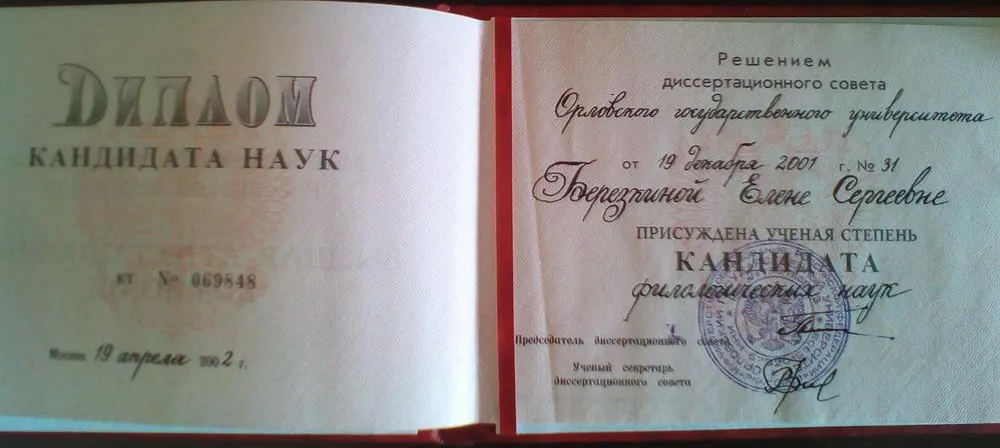 ДИПЛОМ
КАНДИДАТА НАУК
КТ № 069848
Москва 19 апреля 2002 г.
Решением
диссертационного совета
Орловского государственного университета
от 19 декабря 2001 г. № 31
Березкиной Елене Сергеевне
ПРИСУЖДЕНА УЧЕНАЯ СТЕПЕНЬ
КАНДИДАТА
филологических наук
Председатель диссертационного совета
Ученый секретарь
диссертационного совета